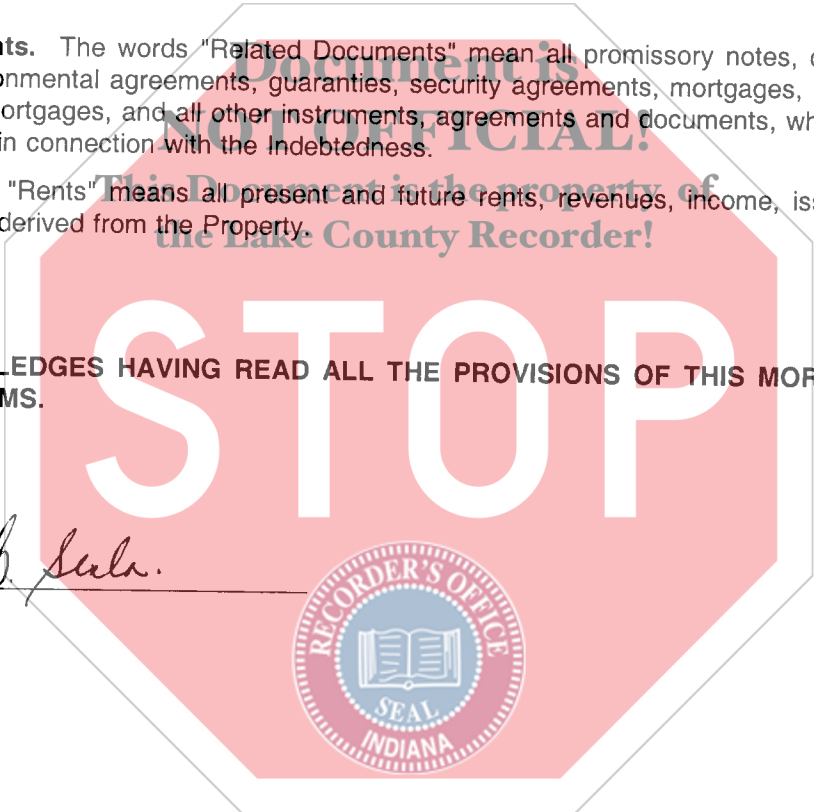 nts. The words "Related Documents" mean all promissory notes,
onmental agreements, guaranties, security agreements, mortgages,
ortgages, and all other instruments, agreements and documents, wh
in connection with the Indebtedness.
"Rents" means all present and future rents, revenues, income, iss
derived from the Property.
Document is
NOT OFFICIAL!
This Document is the property of
the Lake County Recorder!
STOP
LEDGES HAVING READ ALL THE PROVISIONS OF THIS MOR
MS.
RECORDER'S OFFICE
SEAL
INDIANA